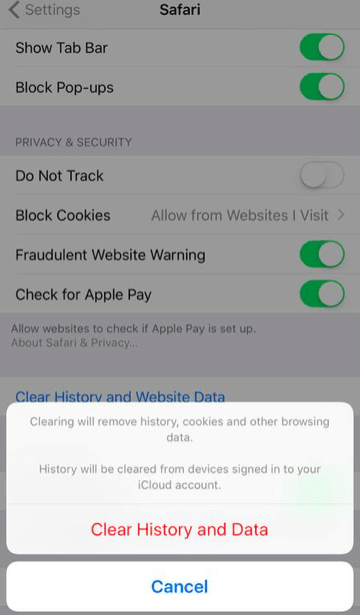 Settings
Safari
Show Tab Bar
Block Pop-ups
PRIVACY & SECURITY
Do Not Track
Block Cookies Allow from Websites I Visit
Fraudulent Website Warning
Check for Apple Pay
Allow websites to check if Apple Pay is set up.
About Safari & Privacy...
Clear History and Website Data
Clearing will remove history, cookies and other browsing
data.
History will be cleared from devices signed in to your
iCloud account.
Clear History and Data
Cancel